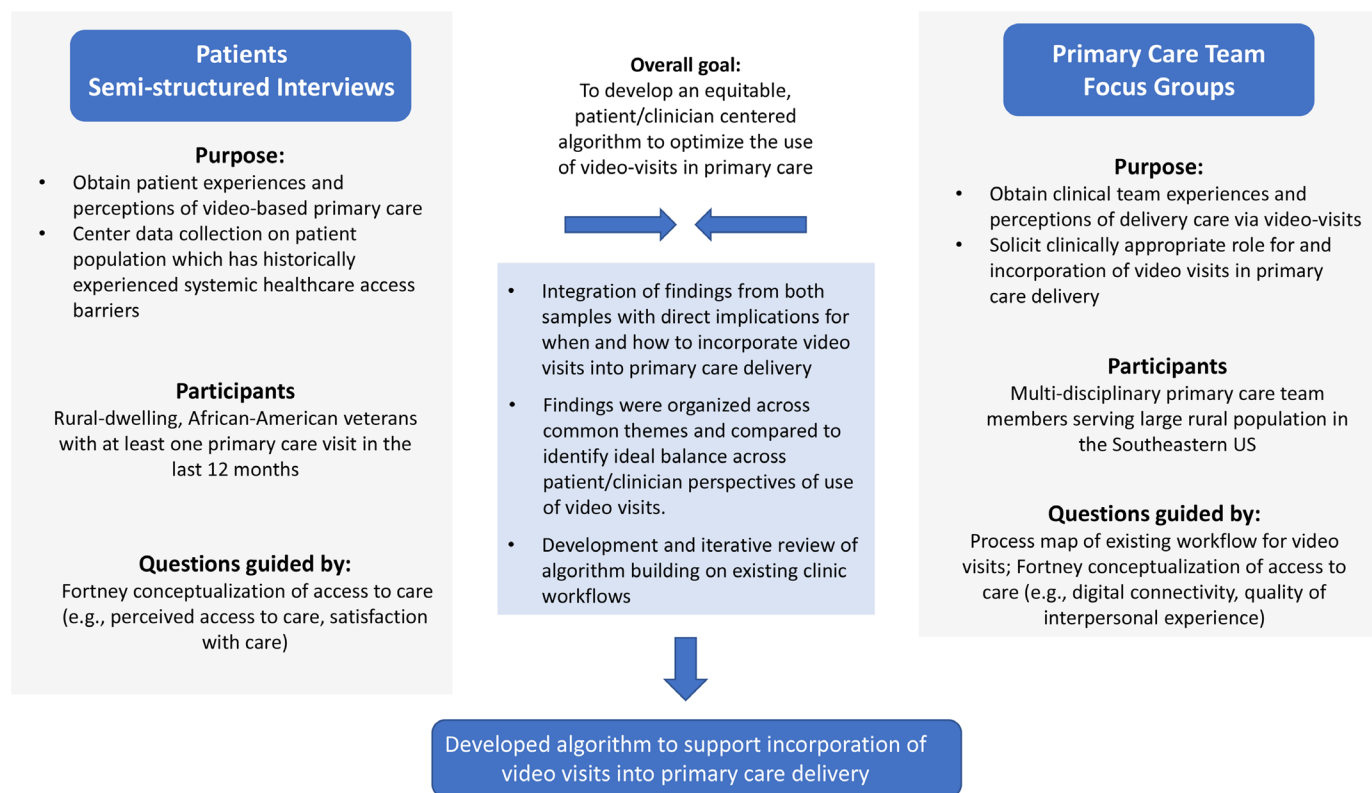 Patients
Semi-structured Interviews
Purpose:
• Obtain patient experiences and
perceptions of video-based primary care
• Center data collection on patient
population which has historically
experienced systemic healthcare access
barriers
Participants
Rural-dwelling, African-American veterans
with at least one primary care visit in the
last 12 months
Questions guided by:
Fortney conceptualization of access to care
(e.g., perceived access to care, satisfaction
with care)
Overall goal:
To develop an equitable,
patient/clinician centered
algorithm to optimize the use
of video-visits in primary care
• Integration of findings from both
samples with direct implications for
when and how to incorporate video
visits into primary care delivery
• Findings were organized across
common themes and compared to
identify ideal balance across
patient/clinician perspectives of use
of video visits.
• Development and iterative review of
algorithm building on existing clinic
workflows
Primary Care Team
Focus Groups
Purpose:
• Obtain clinical team experiences and
perceptions of delivery care via video-visits
• Solicit clinically appropriate role for and
incorporation of video visits in primary
care delivery
Participants
Multi-disciplinary primary care team
members serving large rural population in
the Southeastern US
Questions guided by:
Process map of existing workflow for video
visits; Fortney conceptualization of access to
care (e.g., digital connectivity, quality of
interpersonal experience)
Developed algorithm to support incorporation of
video visits into primary care delivery